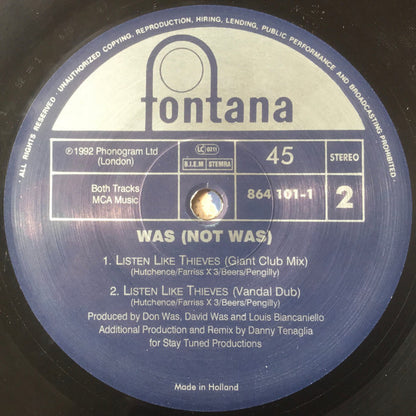 · ALL RIGHTS RESERVED · UNAUTHORIZED COPYING, REPRODUCTION, HIRING, LENDING, PUBLIC PERFORMANCE AND BROADCASTING PROHIBITED ·
fontana
℗ 1992 Phonogram Ltd
(London)
LC 0211
B.I.E.M. STEMRA
45
STEREO
Both Tracks
MCA Music
864 101-1
2
WAS (NOT WAS)
1. LISTEN LIKE THIEVES (Giant Club Mix)
(Hutchence/Farriss X 3/Beers/Pengilly)
2. LISTEN LIKE THIEVES (Vandal Dub)
(Hutchence/Farriss X 3/Beers/Pengilly)
Produced by Don Was, David Was and Louis Biancaniello
Additional Production and Remix by Danny Tenaglia
for Stay Tuned Productions
Made in Holland